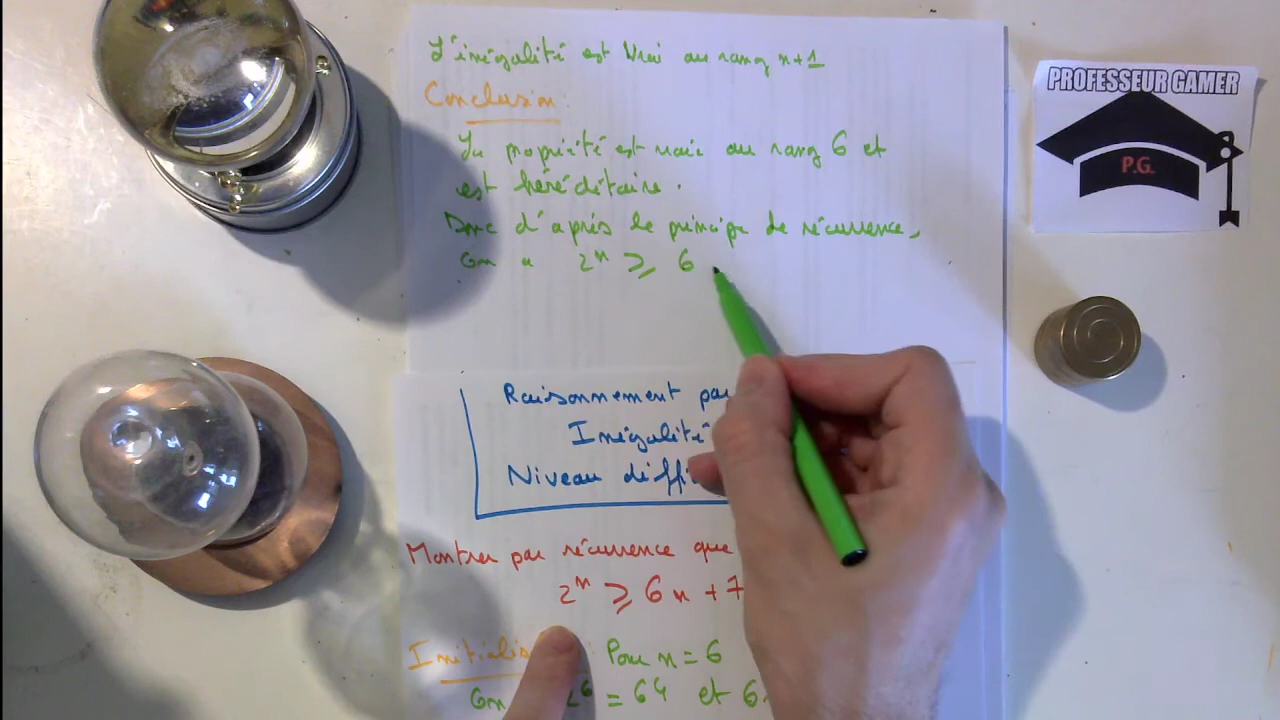 L'inégalité est Vrai au rang n+1
Conclusion
La propriété est vraie au rang 6 et
est héréditaire.
Donc d'après le principe de récurrence,
On a 2ⁿ ⩾ 6
Raisonnement par
Inégalité
Niveau diffi
Montrer par récurrence que
2ⁿ ⩾ 6n + 7
Initialis : Pour n = 6
On 2⁶ = 64 et 6
PROFESSEUR GAMER
P.G.